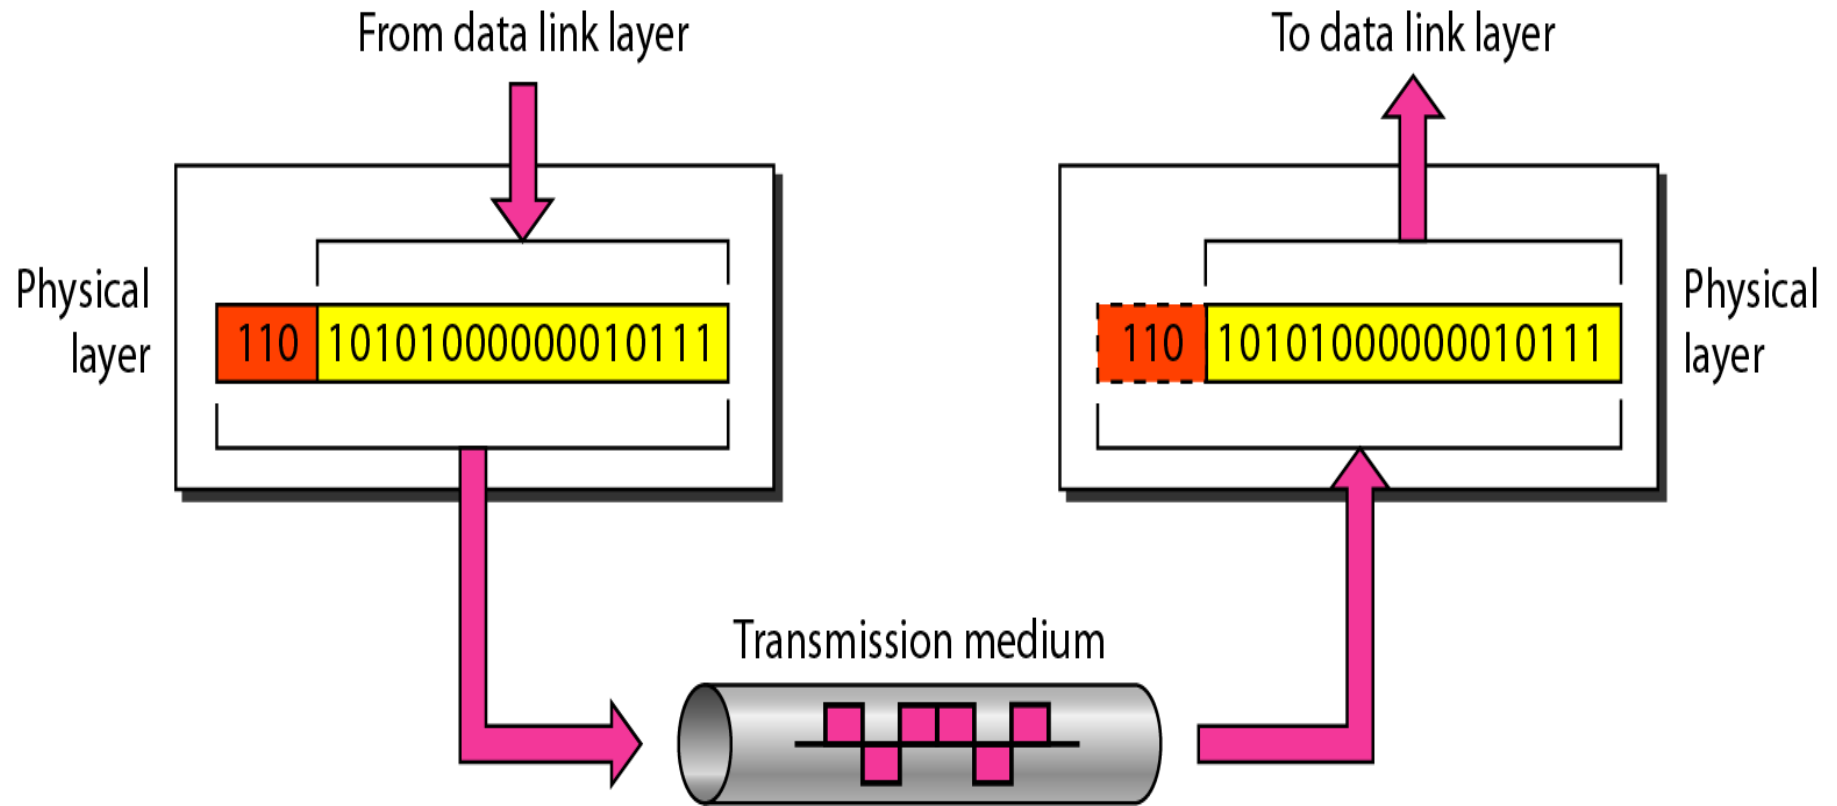 From data link layer
To data link layer
Physical
layer
110 10101000000010111
110 10101000000010111
Physical
layer
Transmission medium